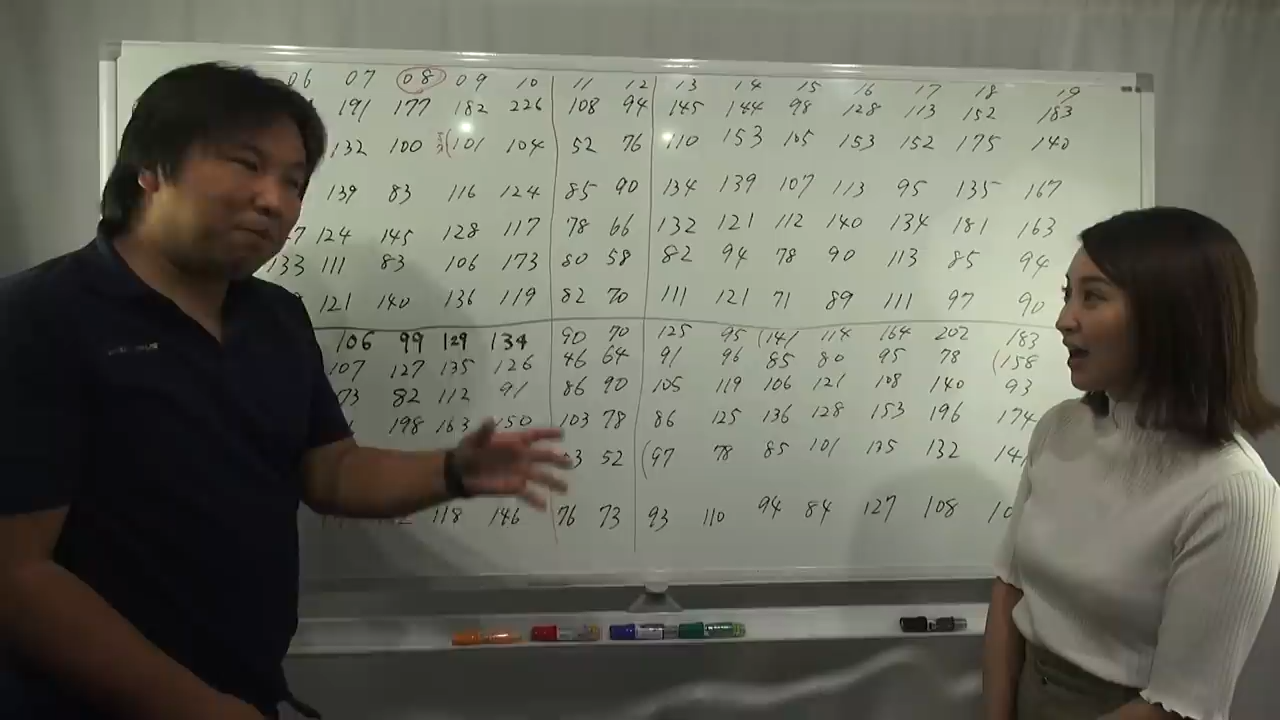 06 07 08 09 10 11 12 13 14 15 16 17 18 19
191 177 182 226 108 94 145 144 98 128 113 152 183
132 100 (101 104 52 76 110 153 105 153 152 175 140
139 83 116 124 85 90 134 139 107 113 95 135 167
124 145 128 117 78 66 132 121 112 140 134 181 163
133 111 83 106 173 80 58 82 94 78 90 113 85 94
121 140 136 119 82 70 111 121 71 89 111 97 90
106 99 129 134 90 70 125 95 (141 114 164 202 183
107 127 135 126 46 64 91 96 85 80 95 78 (158
73 82 112 91 86 90 105 119 106 121 108 140 93
198 163 150 103 78 86 125 136 128 153 196 174
52 (97 78 85 101 135 132
118 146 76 73 93 110 94 84 127 108